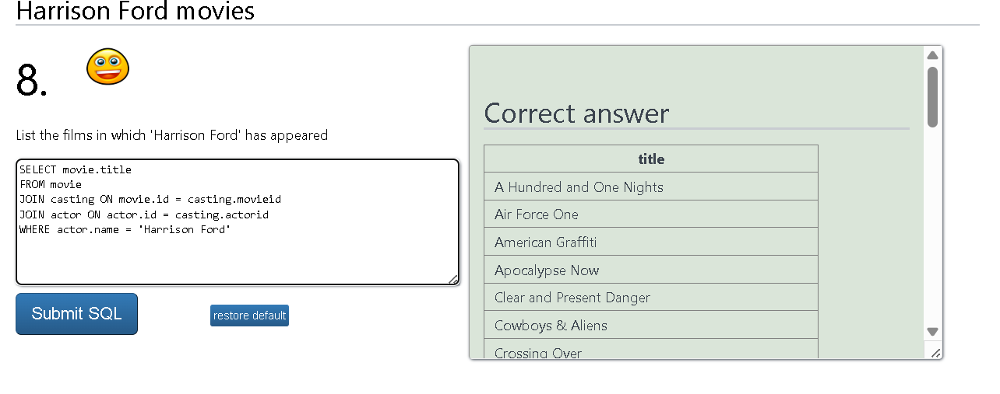 Harrison Ford movies
8.
List the films in which 'Harrison Ford' has appeared
SELECT movie.title
FROM movie
JOIN casting ON movie.id = casting.movieid
JOIN actor ON actor.id = casting.actorid
WHERE actor.name = 'Harrison Ford'
Submit SQL
restore default
Correct answer
title
A Hundred and One Nights
Air Force One
American Graffiti
Apocalypse Now
Clear and Present Danger
Cowboys & Aliens
Crossing Over